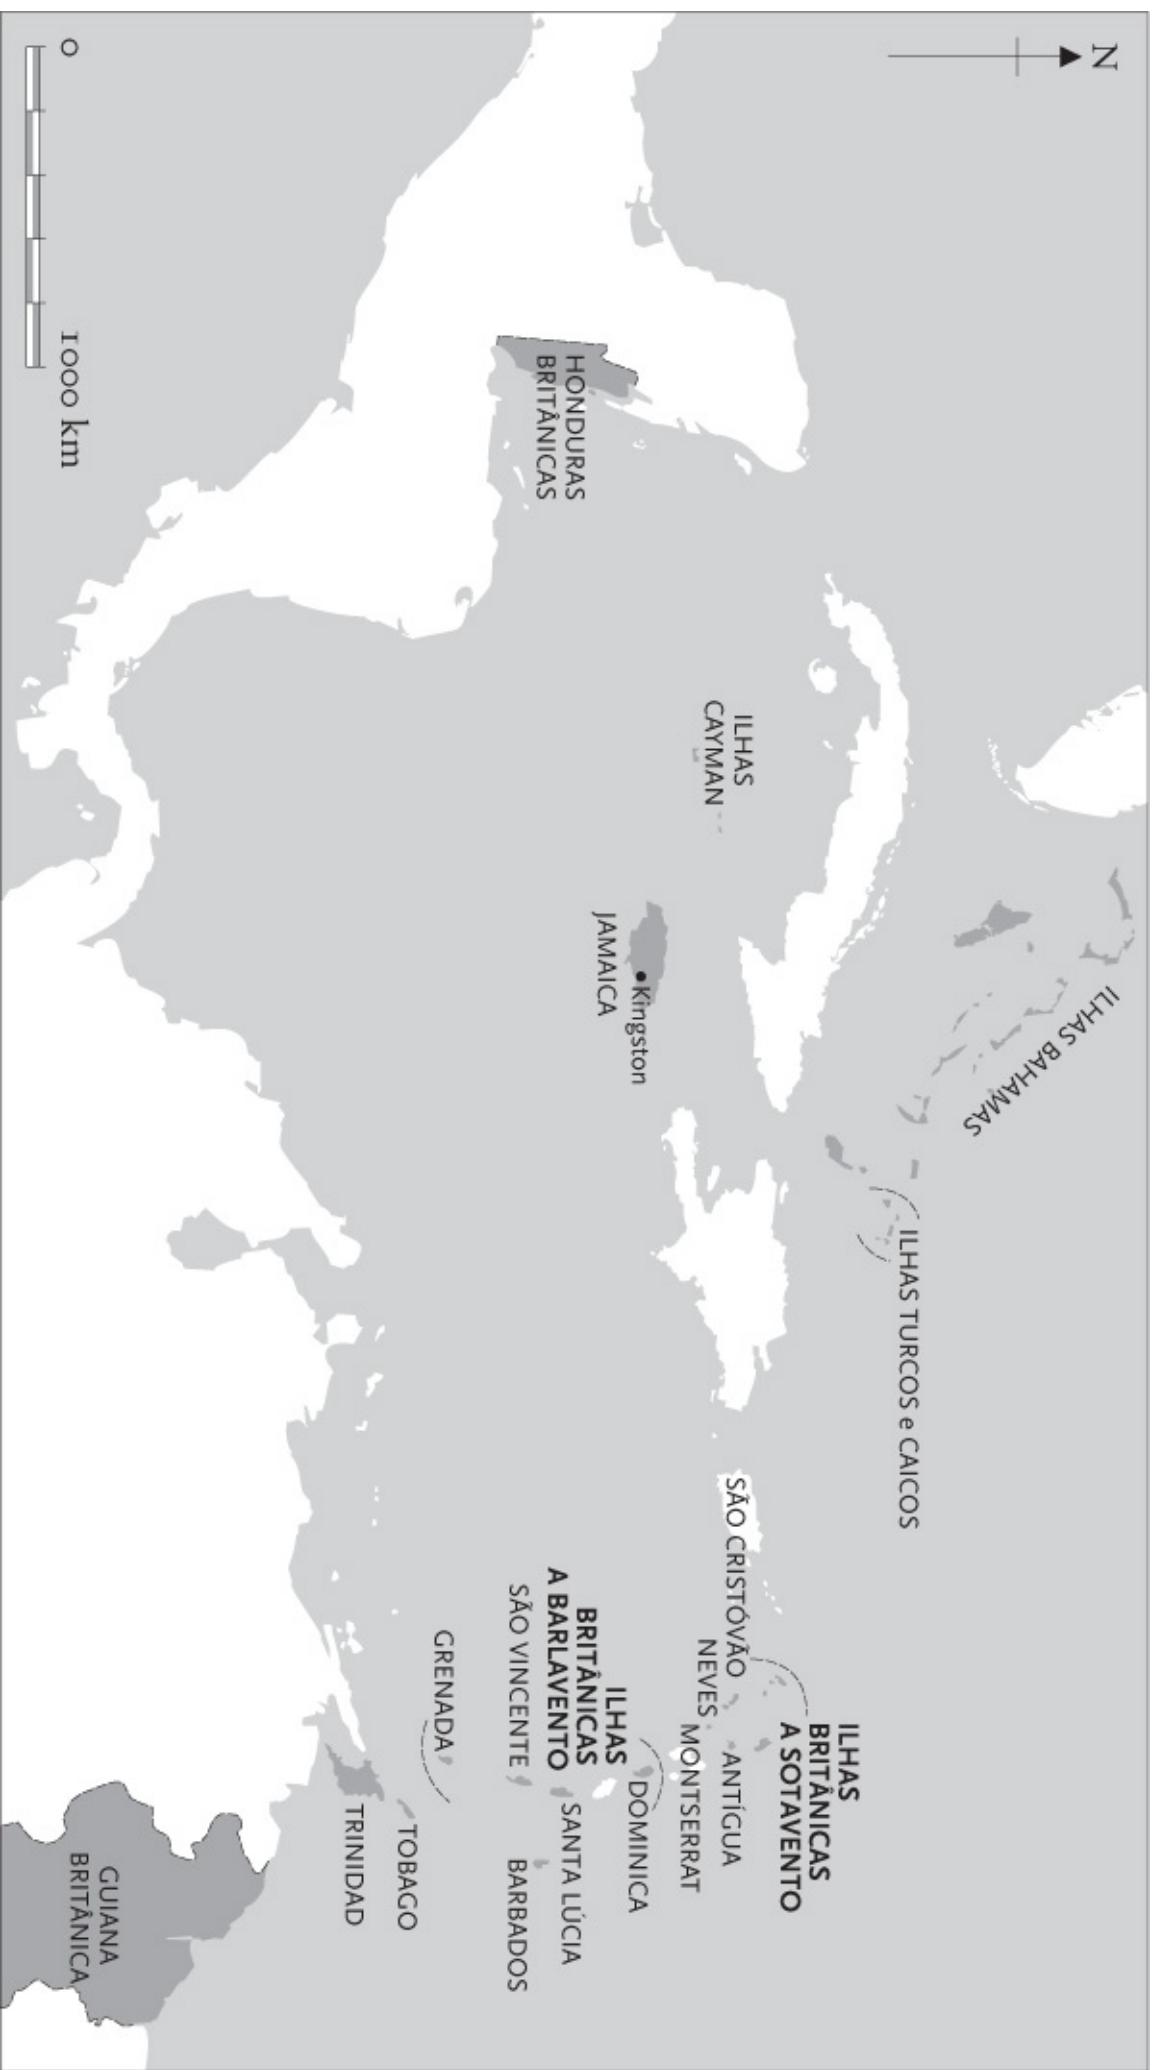 N
ILHAS BAHAMAS
ILHAS TURCOS e CAICOS
ILHAS
CAYMAN
Kingston
JAMAICA
HONDURAS
BRITÂNICAS
ILHAS
BRITÂNICAS
A SOTAVENTO
SÃO CRISTÓVÃO
NEVES
ANTÍGUA
MONTSERRAT
DOMINICA
ILHAS
BRITÂNICAS
A BARLAVENTO
SANTA LÚCIA
SÃO VINCENTE
BARBADOS
GRENADA
TOBAGO
TRINIDAD
GUIANA
BRITÂNICA
0 1000 km